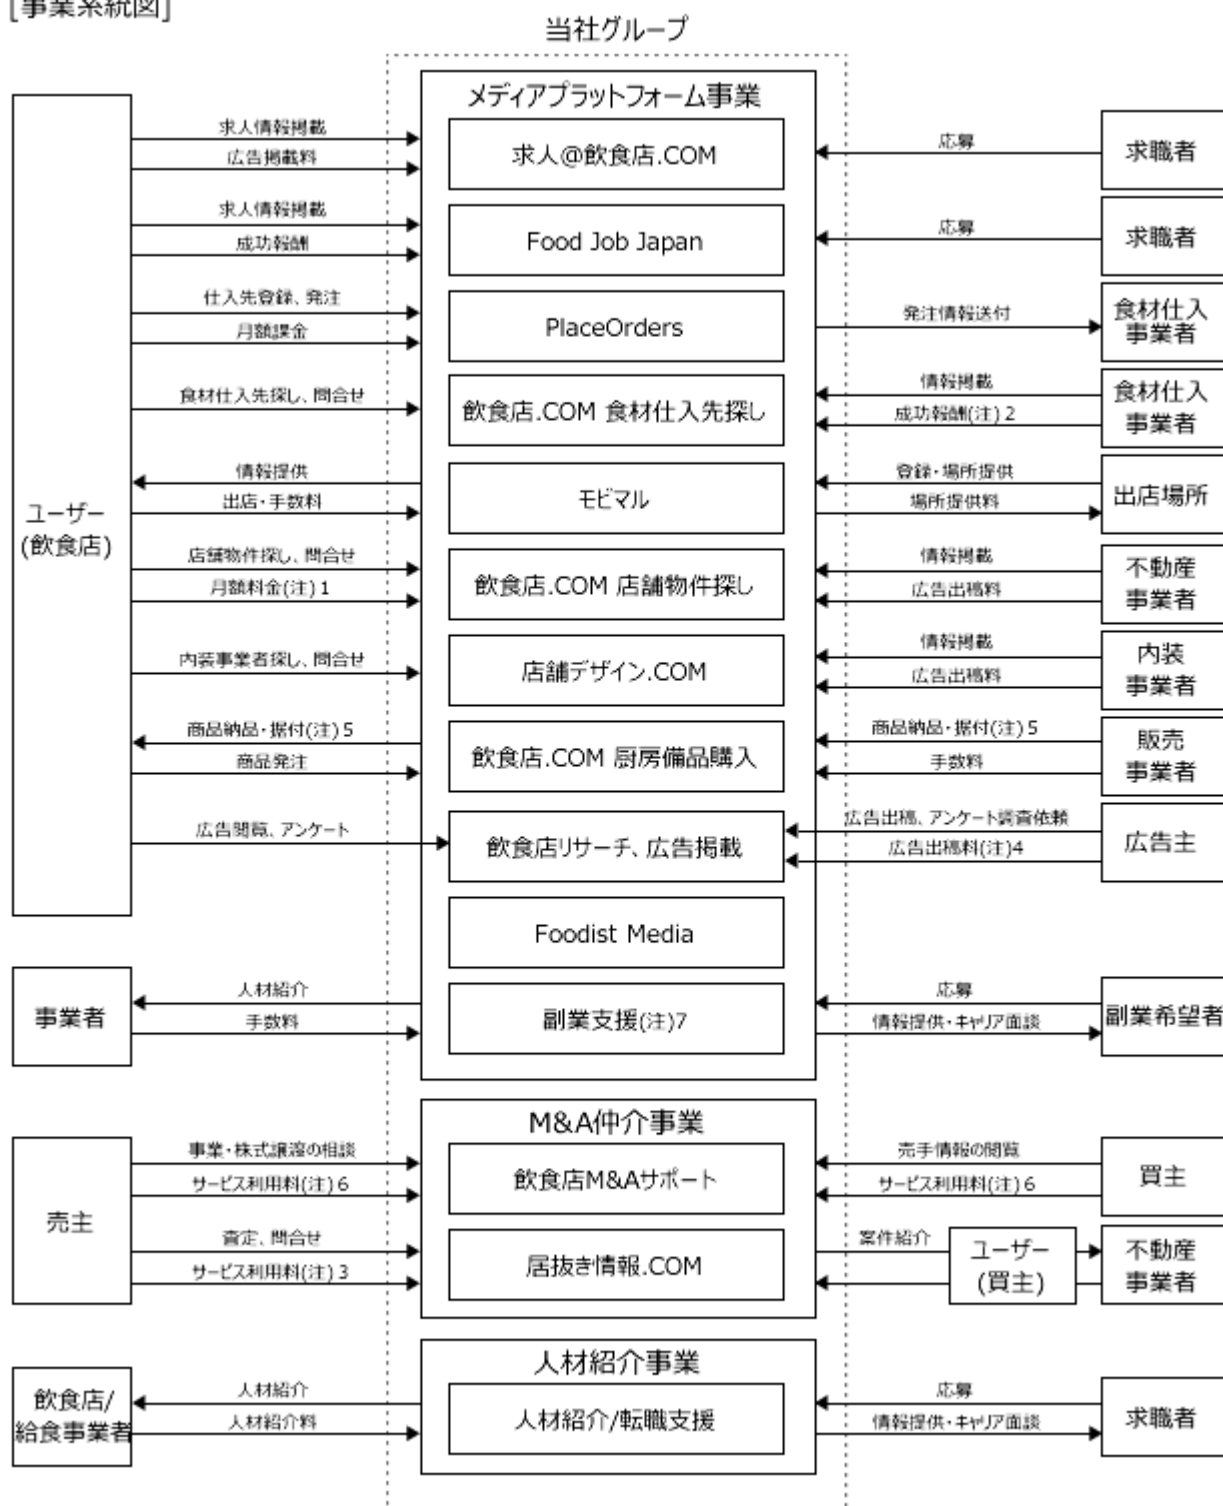 [事業系統図]
当社グループ
メディアプラットフォーム事業
ユーザー
(飲食店)
求人情報掲載
広告掲載料
求人@飲食店.COM
応募
求職者
求人情報掲載
成功報酬
Food Job Japan
応募
求職者
仕入先登録、発注
月額課金
PlaceOrders
発注情報送付
食材仕入
事業者
食材仕入先探し、問合せ
飲食店.COM 食材仕入先探し
情報掲載
成功報酬(注) 2
食材仕入
事業者
情報提供
出店・手数料
モビマル
登録・場所提供
場所提供料
出店場所
店舗物件探し、問合せ
月額料金(注) 1
飲食店.COM 店舗物件探し
情報掲載
広告出稿料
不動産
事業者
内装事業者探し、問合せ
店舗デザイン.COM
情報掲載
広告出稿料
内装
事業者
商品納品・据付(注) 5
商品発注
飲食店.COM 厨房備品購入
商品納品・据付(注) 5
手数料
販売
事業者
広告閲覧、アンケート
飲食店リサーチ、広告掲載
広告出稿、アンケート調査依頼
広告出稿料(注)4
広告主
Foodist Media
事業者
人材紹介
手数料
副業支援(注)7
応募
情報提供・キャリア面談
副業希望者
M&A仲介事業
売主
事業・株式譲渡の相談
サービス利用料(注) 6
飲食店M&Aサポート
売手情報の閲覧
サービス利用料(注) 6
買主
査定、問合せ
サービス利用料(注) 3
居抜き情報.COM
案件紹介
ユーザー
(買主)
不動産
事業者
人材紹介事業
飲食店/
給食事業者
人材紹介
人材紹介料
人材紹介/転職支援
応募
情報提供・キャリア面談
求職者